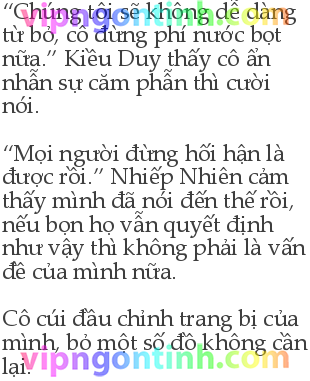 “Chúng tôi sẽ không dễ dàng
từ bỏ, cô đừng phí nước bọt
nữa.” Kiều Duy thấy cô ẩn
nhẫn sự căm phẫn thì cười
nói.
“Mọi người đừng hối hận là
được rồi.” Nhiếp Nhiên cảm
thấy mình đã nói đến thế rồi,
nếu bọn họ vẫn quyết định
như vậy thì không phải là vấn
đề của mình nữa.
Cô cúi đầu chỉnh trang bị của
mình, bỏ một số đồ không cần
lại.
vipngontinh.com
vipngontinh.com